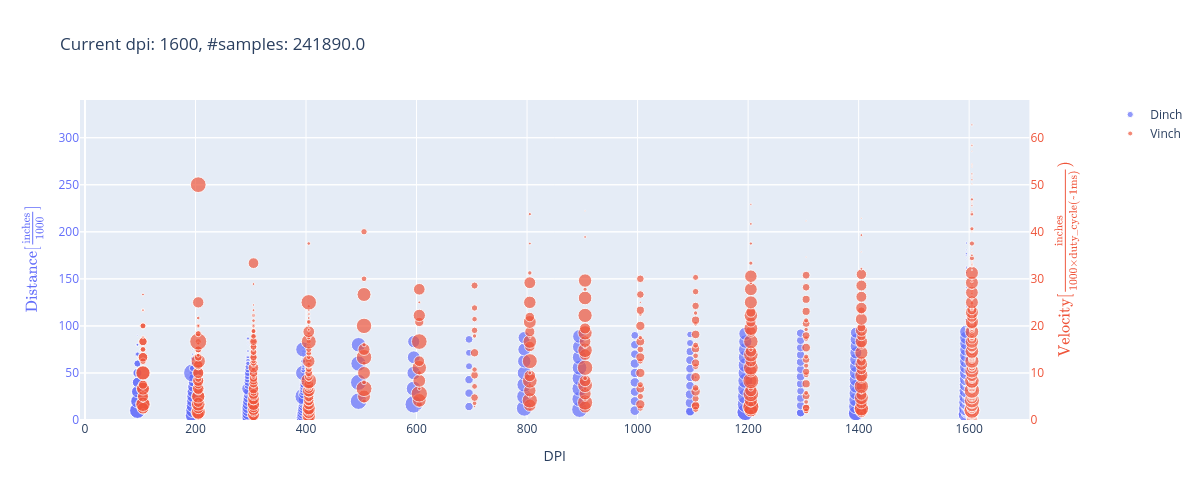 Current dpi: 1600, #samples: 241890.0
Dinch
Vinch
300
250
200
150
100
50
0
Distance[inches/1000]
60
50
40
30
20
10
0
Velocity[inches/1000×duty_cycle(-1ms)]
0 200 400 600 800 1000 1200 1400 1600
DPI